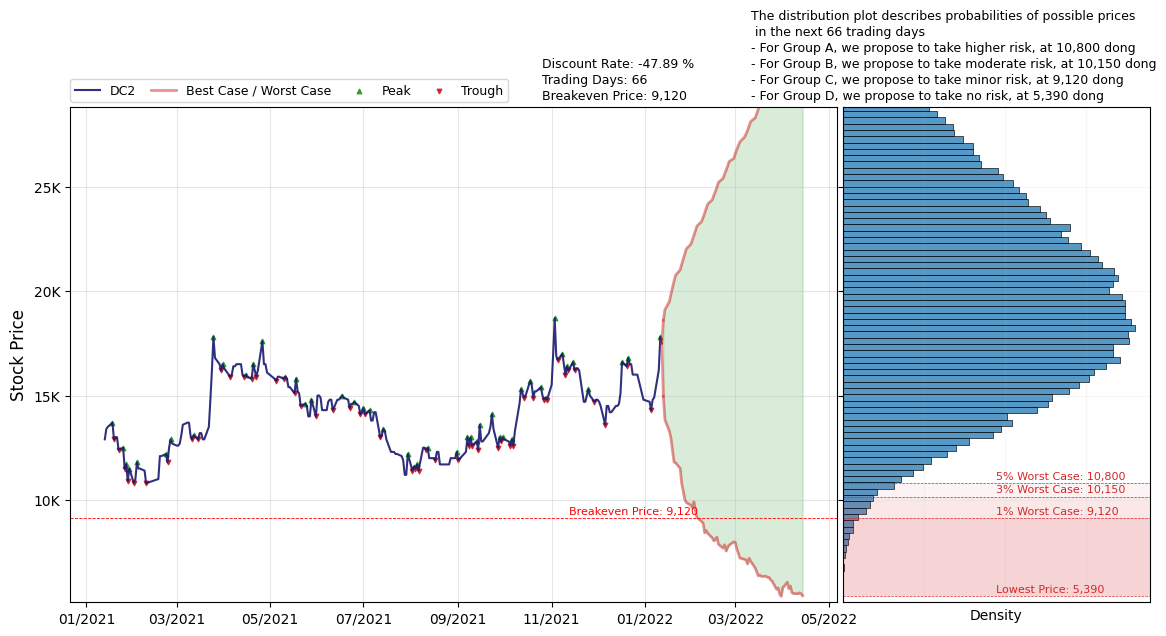 The distribution plot describes probabilities of possible prices
in the next 66 trading days
- For Group A, we propose to take higher risk, at 10,800 dong
- For Group B, we propose to take moderate risk, at 10,150 dong
- For Group C, we propose to take minor risk, at 9,120 dong
- For Group D, we propose to take no risk, at 5,390 dong
Discount Rate: -47.89 %
Trading Days: 66
Breakeven Price: 9,120
DC2 Best Case / Worst Case Peak Trough
Stock Price
25K
20K
15K
10K
Breakeven Price: 9,120
5% Worst Case: 10,800
3% Worst Case: 10,150
1% Worst Case: 9,120
Lowest Price: 5,390
01/2021 03/2021 05/2021 07/2021 09/2021 11/2021 01/2022 03/2022 05/2022
Density